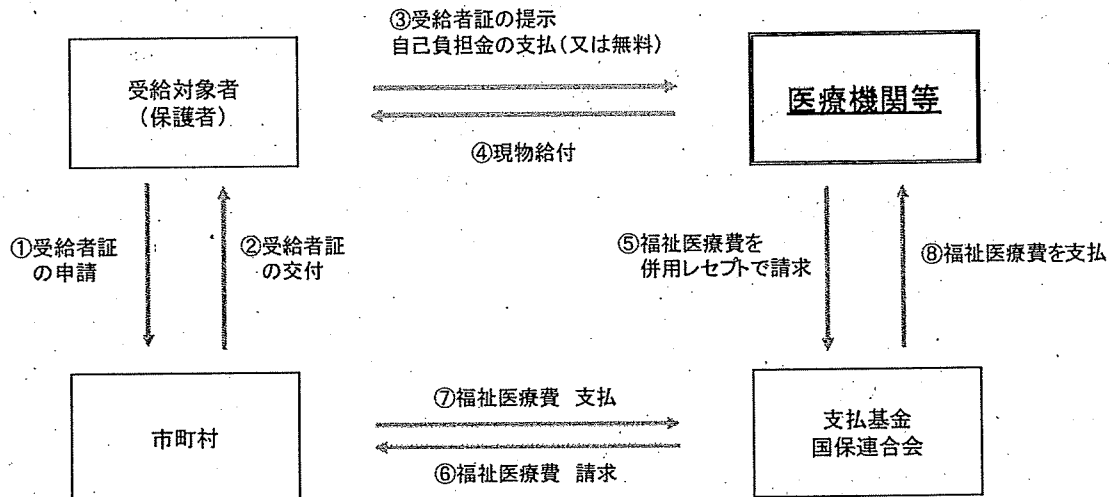 ③受給者証の提示
自己負担金の支払(又は無料)
受給対象者
(保護者)
医療機関等
④現物給付
①受給者証
の申請
②受給者証
の交付
⑤福祉医療費を
併用レセプトで請求
⑧福祉医療費を支払
⑦福祉医療費 支払
市町村
支払基金
国保連合会
⑥福祉医療費 請求